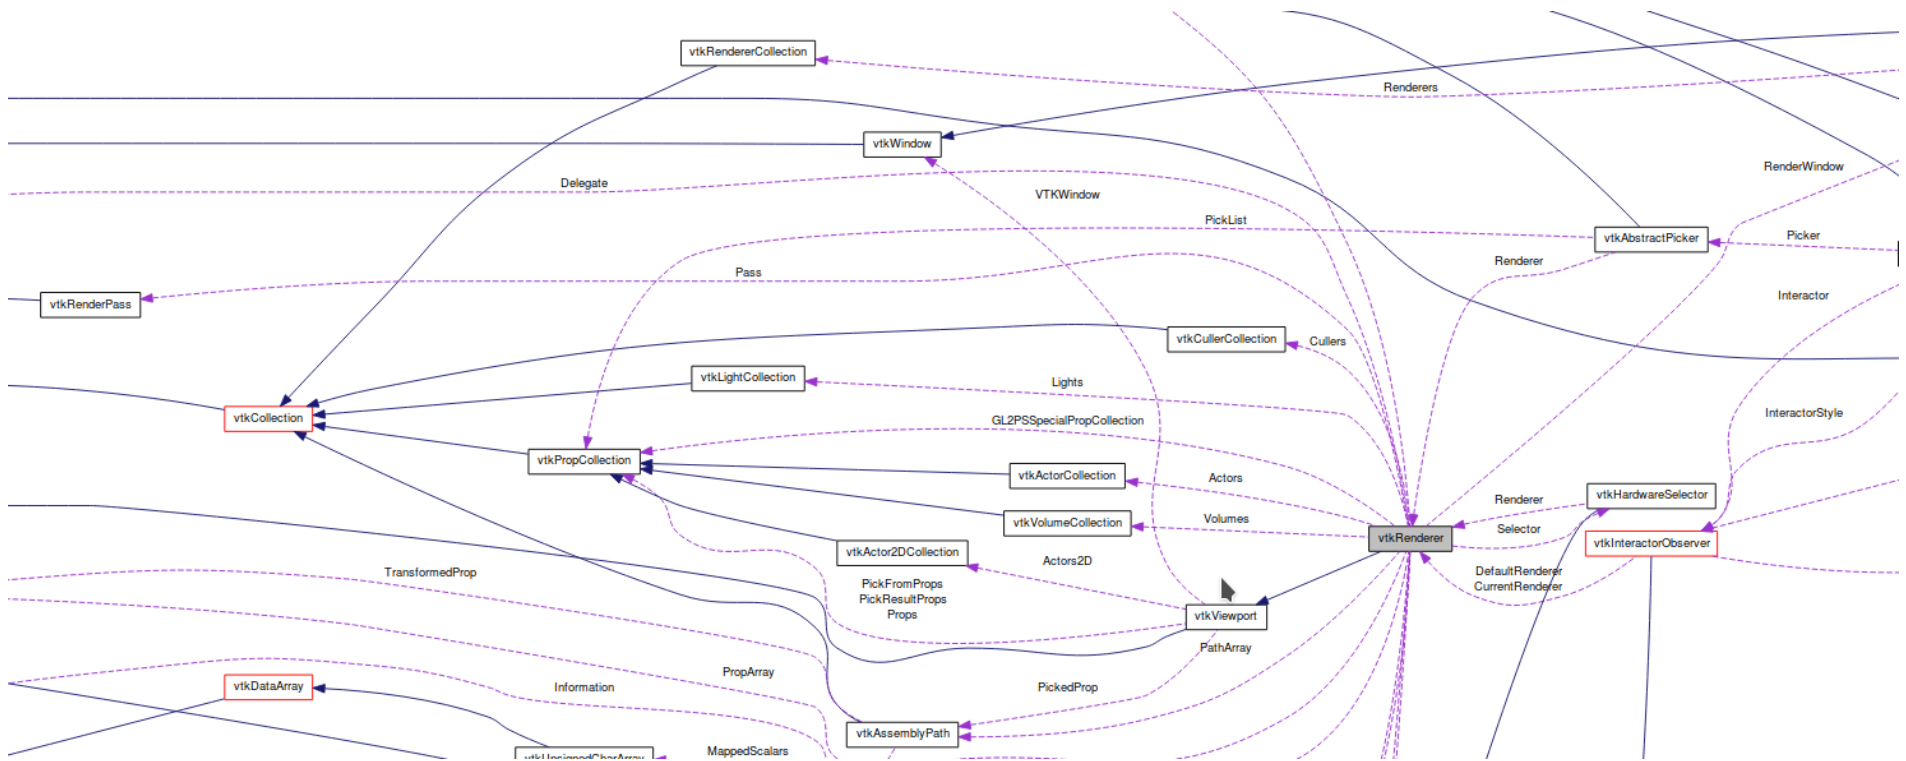 vtkRendererCollection
Renderers
vtkWindow
RenderWindow
Delegate
VTKWindow
PickList
vtkAbstractPicker
Picker
Renderer
Pass
vtkRenderPass
Interactor
vtkCullerCollection
Cullers
vtkLightCollection
Lights
vtkCollection
GL2PSSpecialPropCollection
InteractorStyle
vtkPropCollection
vtkActorCollection
Actors
vtkHardwareSelector
Renderer
vtkVolumeCollection
Volumes
Selector
vtkRenderer
vtkInteractorObserver
vtkActor2DCollection
Actors2D
TransformedProp
DefaultRenderer
CurrentRenderer
PickFromProps
PickResultProps
Props
vtkViewport
PathArray
PropArray
vtkDataArray
Information
PickedProp
vtkAssemblyPath
MappedScalars
vtkUnsignedCharArray